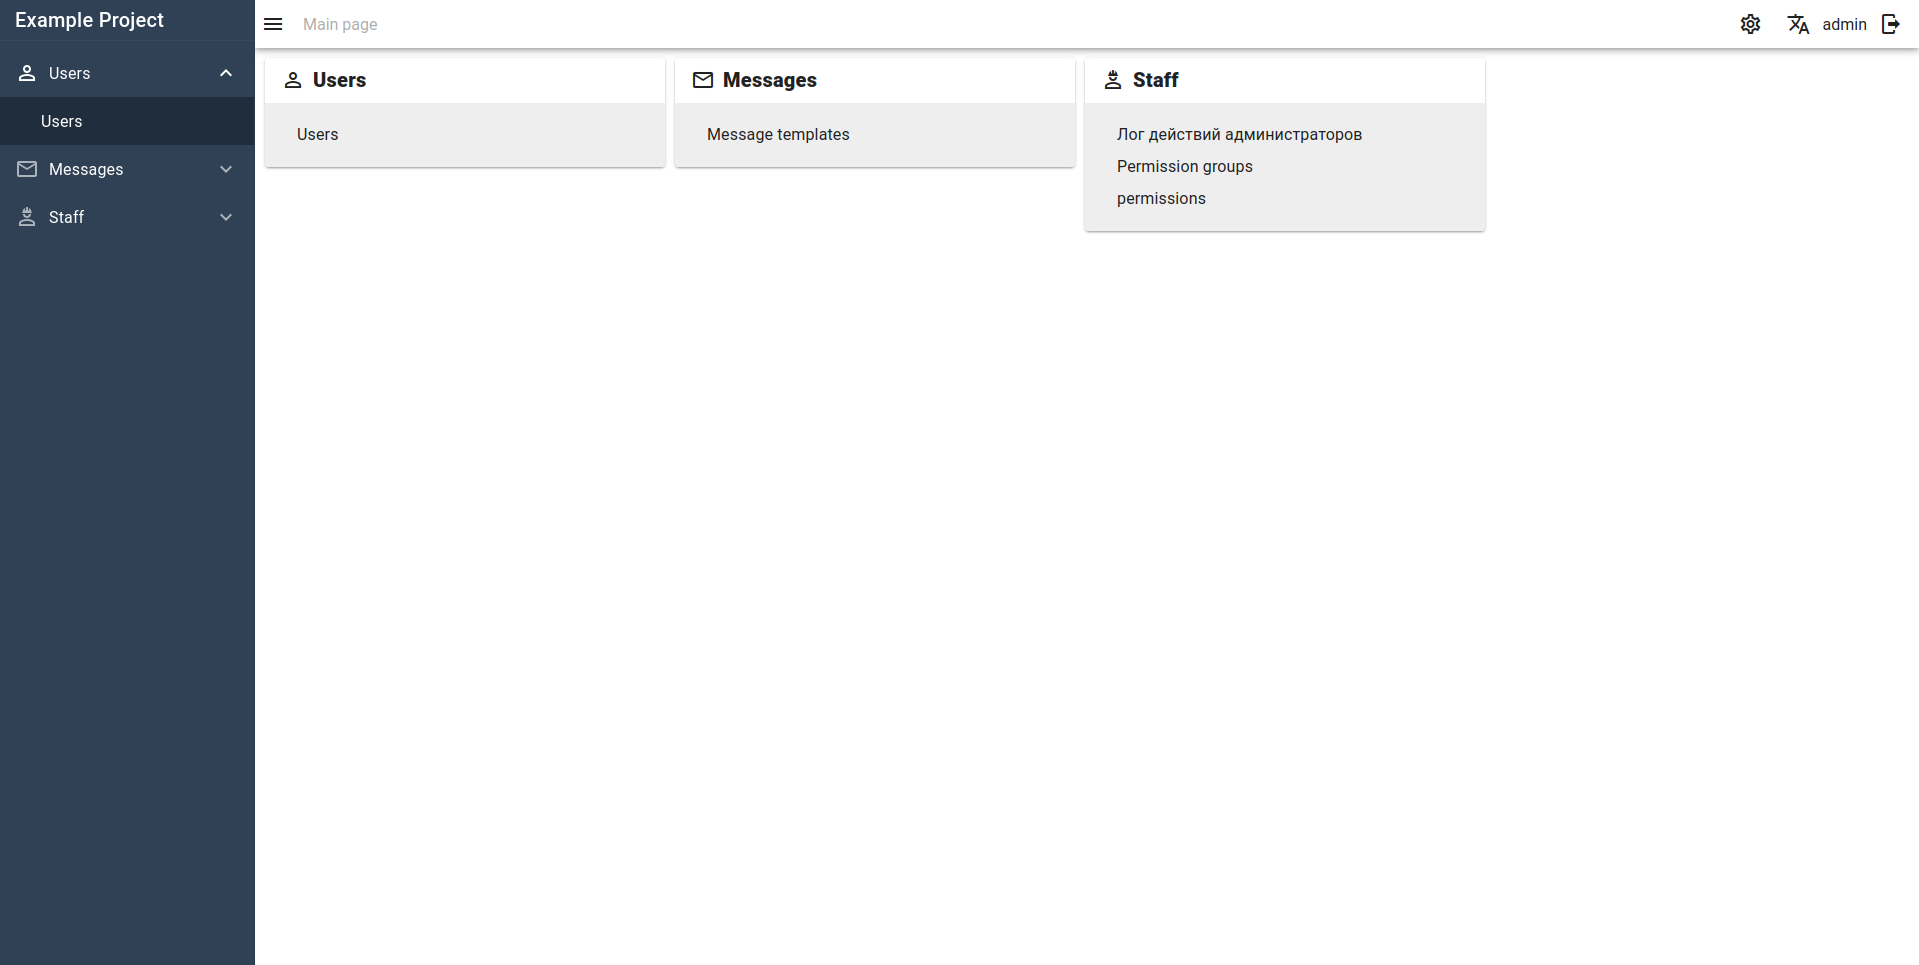 Example Project
Users
Users
Messages
Staff
Main page
admin
Users
Users
Messages
Message templates
Staff
Лог действий администраторов
Permission groups
permissions